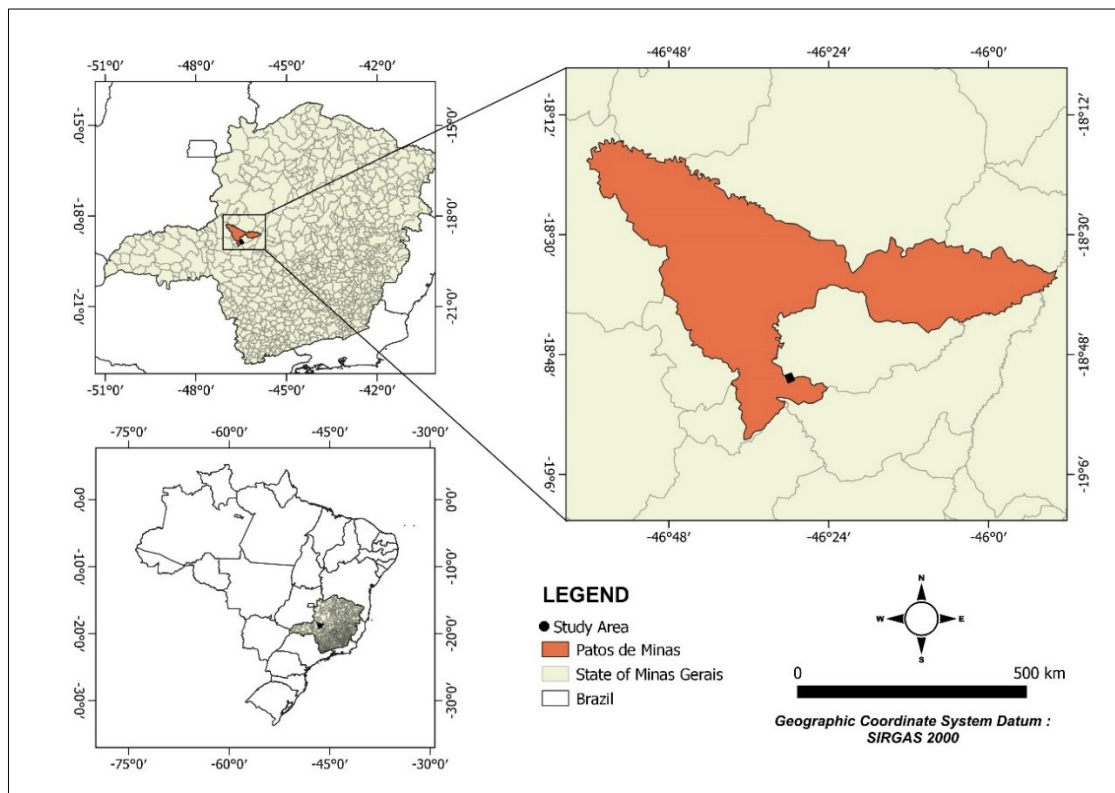 -51°0′ -48°0′ -45°0′ -42°0′
-15°0′ -15°0′
-18°0′ -18°0′
-21°0′ -21°0′
-51°0′ -48°0′ -45°0′ -42°0′
-46°48′ -46°24′ -46°0′
-18°12′ -18°12′
-18°30′ -18°30′
-18°48′ -18°48′
-19°6′ -19°6′
-46°48′ -46°24′ -46°0′
-75°0′ -60°0′ -45°0′ -30°0′
0°0′ 0°0′
-10°0′ -10°0′
-20°0′ -20°0′
-30°0′ -30°0′
-75°0′ -60°0′ -45°0′ -30°0′
LEGEND
Study Area
Patos de Minas
State of Minas Gerais
Brazil
N
W E
S
0 500 km
Geographic Coordinate System Datum :
SIRGAS 2000